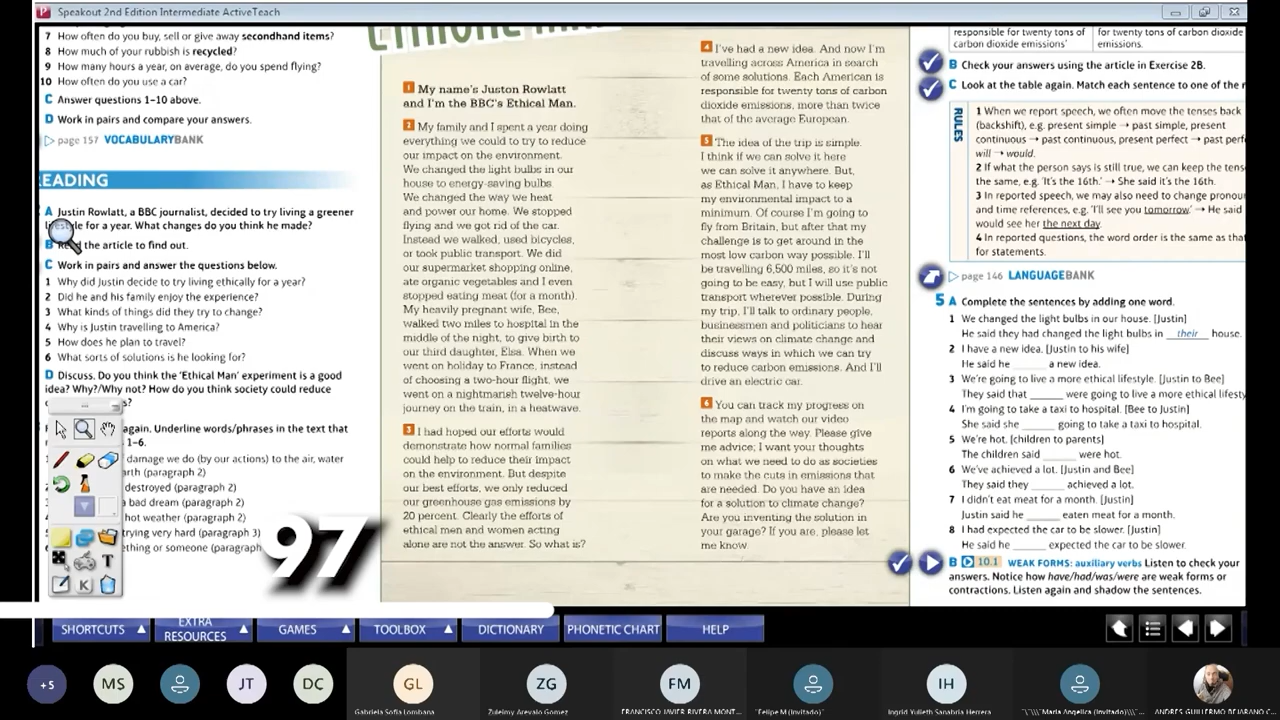 Speakout 2nd Edition Intermediate ActiveTeach
7 How often do you buy, sell or give away secondhand items?
8 How much of your rubbish is recycled?
9 How many hours a year, on average, do you spend flying?
10 How often do you use a car?
C Answer questions 1–10 above.
D Work in pairs and compare your answers.
page 157 VOCABULARYBANK
EADING
A Justin Rowlatt, a BBC journalist, decided to try living a greener
for a year. What changes do you think he made?
B the article to find out.
C Work in pairs and answer the questions below.
1 Why did Justin decide to try living ethically for a year?
2 Did he and his family enjoy the experience?
3 What kinds of things did they try to change?
4 Why is Justin travelling to America?
5 How does he plan to travel?
6 What sorts of solutions is he looking for?
D Discuss. Do you think the 'Ethical Man' experiment is a good
idea? Why?/Why not? How do you think society could reduce
s?
again. Underline words/phrases in the text that
1–6.
damage we do (by our actions) to the air, water
arth (paragraph 2)
destroyed (paragraph 2)
a bad dream (paragraph 2)
hot weather (paragraph 2)
trying very hard (paragraph 3)
ething or someone (paragraph
97
1 My name's Juston Rowlatt
and I'm the BBC's Ethical Man.
2 My family and I spent a year doing
everything we could to try to reduce
our impact on the environment.
We changed the light bulbs in our
house to energy-saving bulbs.
We changed the way we heat
and power our home. We stopped
flying and we got rid of the car.
Instead we walked, used bicycles,
or took public transport. We did
our supermarket shopping online,
ate organic vegetables and I even
stopped eating meat (for a month).
My heavily pregnant wife, Bee,
walked two miles to hospital in the
middle of the night, to give birth to
our third daughter, Elsa. When we
went on holiday to France, instead
of choosing a two-hour flight, we
went on a nightmarish twelve-hour
journey on the train, in a heatwave.
3 I had hoped our efforts would
demonstrate how normal families
could help to reduce their impact
on the environment. But despite
our best efforts, we only reduced
our greenhouse gas emissions by
20 percent. Clearly the efforts of
ethical men and women acting
alone are not the answer. So what is?
4 I've had a new idea. And now I'm
travelling across America in search
of some solutions. Each American is
responsible for twenty tons of carbon
dioxide emissions, more than twice
that of the average European.
5 The idea of the trip is simple.
I think if we can solve it here
we can solve it anywhere. But,
as Ethical Man, I have to keep
my environmental impact to a
minimum. Of course I'm going to
fly from Britain, but after that my
challenge is to get around in the
most low carbon way possible. I'll
be travelling 6,500 miles, so it's not
going to be easy, but I will use public
transport wherever possible. During
my trip, I'll talk to ordinary people,
businessmen and politicians to hear
their views on climate change and
discuss ways in which we can try
to reduce carbon emissions. And I'll
drive an electric car.
6 You can track my progress on
the map and watch our video
reports along the way. Please give
me advice; I want your thoughts
on what we need to do as societies
to make the cuts in emissions that
are needed. Do you have an idea
for a solution to climate change?
Are you inventing the solution in
your garage? If you are, please let
me know.
responsible for twenty tons of
carbon dioxide emissions'
for twenty tons of carbon dioxide
emissions.
B Check your answers using the article in Exercise 2B.
C Look at the table again. Match each sentence to one of the r
RULES
1 When we report speech, we often move the tenses back
(backshift), e.g. present simple → past simple, present
continuous → past continuous, present perfect → past perf
will → would.
2 If what the person says is still true, we can keep the tens
the same, e.g. 'It's the 16th.' → She said it's the 16th.
3 In reported speech, we may also need to change pronou
and time references, e.g. 'I'll see you tomorrow.' → He said
would see her the next day.
4 In reported questions, the word order is the same as tha
for statements.
page 146 LANGUAGEBANK
5 A Complete the sentences by adding one word.
1 We changed the light bulbs in our house. [Justin]
He said they had changed the light bulbs in their house.
2 I have a new idea. [Justin to his wife]
He said he ______ a new idea.
3 We're going to live a more ethical lifestyle. [Justin to Bee]
They said that ______ were going to live a more ethical lifesty
4 I'm going to take a taxi to hospital. [Bee to Justin]
She said she ______ going to take a taxi to hospital.
5 We're hot. [children to parents]
The children said ______ were hot.
6 We've achieved a lot. [Justin and Bee]
They said they ______ achieved a lot.
7 I didn't eat meat for a month. [Justin]
Justin said he ______ eaten meat for a month.
8 I had expected the car to be slower. [Justin]
He said he ______ expected the car to be slower.
B 10.1 WEAK FORMS: auxiliary verbs Listen to check your
answers. Notice how have/had/was/were are weak forms or
contractions. Listen again and shadow the sentences.
SHORTCUTS EXTRA RESOURCES GAMES TOOLBOX DICTIONARY PHONETIC CHART HELP
+5 MS JT DC GL ZG FM IH
Gabriela Sofia Lombana Zuleimy Arevalo Gomez FRANCISCO JAVIER RIVERA MONT... "Felipe M (Invitado)" Ingrid Yulieth Sanabria Herrera "\"\\\\"Maria Angelica (Invitado)\\\\"... ANDRES GUILLERMO BEJARANO C...